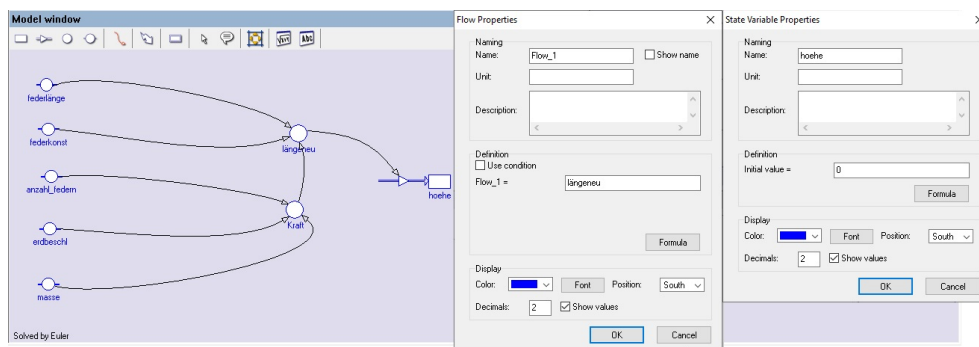 Model window
√xy
Abc
federlänge
federkonst
längeneu
anzahl_federn
hoehe
Kraft
erdbeschl
masse
Solved by Euler
Flow Properties
Naming
Name: Flow_1 Show name
Unit:
Description:
Definition
Use condition
Flow_1 = längeneu
Formula
Display
Color: Font Position: South
Decimals: 2 Show values
OK Cancel
State Variable Properties
Naming
Name: hoehe
Unit:
Description:
Definition
Initial value = 0
Formula
Display
Color: Font Position: South
Decimals: 2 Show values
OK Cancel